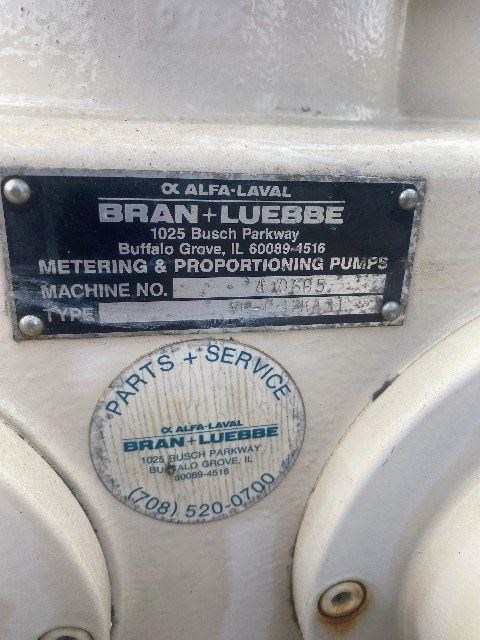 α ALFA-LAVAL
BRAN+LUEBBE
1025 Busch Parkway
Buffalo Grove, IL 60089-4516
METERING & PROPORTIONING PUMPS
MACHINE NO.
TYPE
PARTS + SERVICE
α ALFA-LAVAL
BRAN+LUEBBE
1025 BUSCH PARKWAY
BUFFALO GROVE, IL
60089-4516
(708) 520-0700